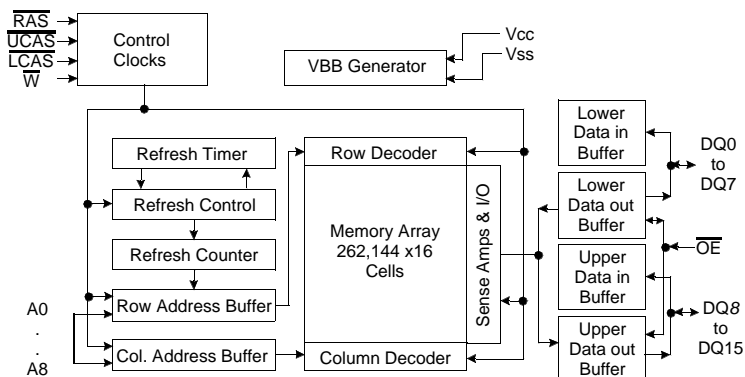 RAS
UCAS
LCAS
W
Control
Clocks
VBB Generator
Vcc
Vss
Refresh Timer
Refresh Control
Refresh Counter
Row Address Buffer
Col. Address Buffer
A0
.
.
A8
Row Decoder
Memory Array
262,144 x16
Cells
Sense Amps & I/O
Column Decoder
Lower
Data in
Buffer
Lower
Data out
Buffer
Upper
Data in
Buffer
Upper
Data out
Buffer
DQ0
to
DQ7
OE
DQ8
to
DQ15